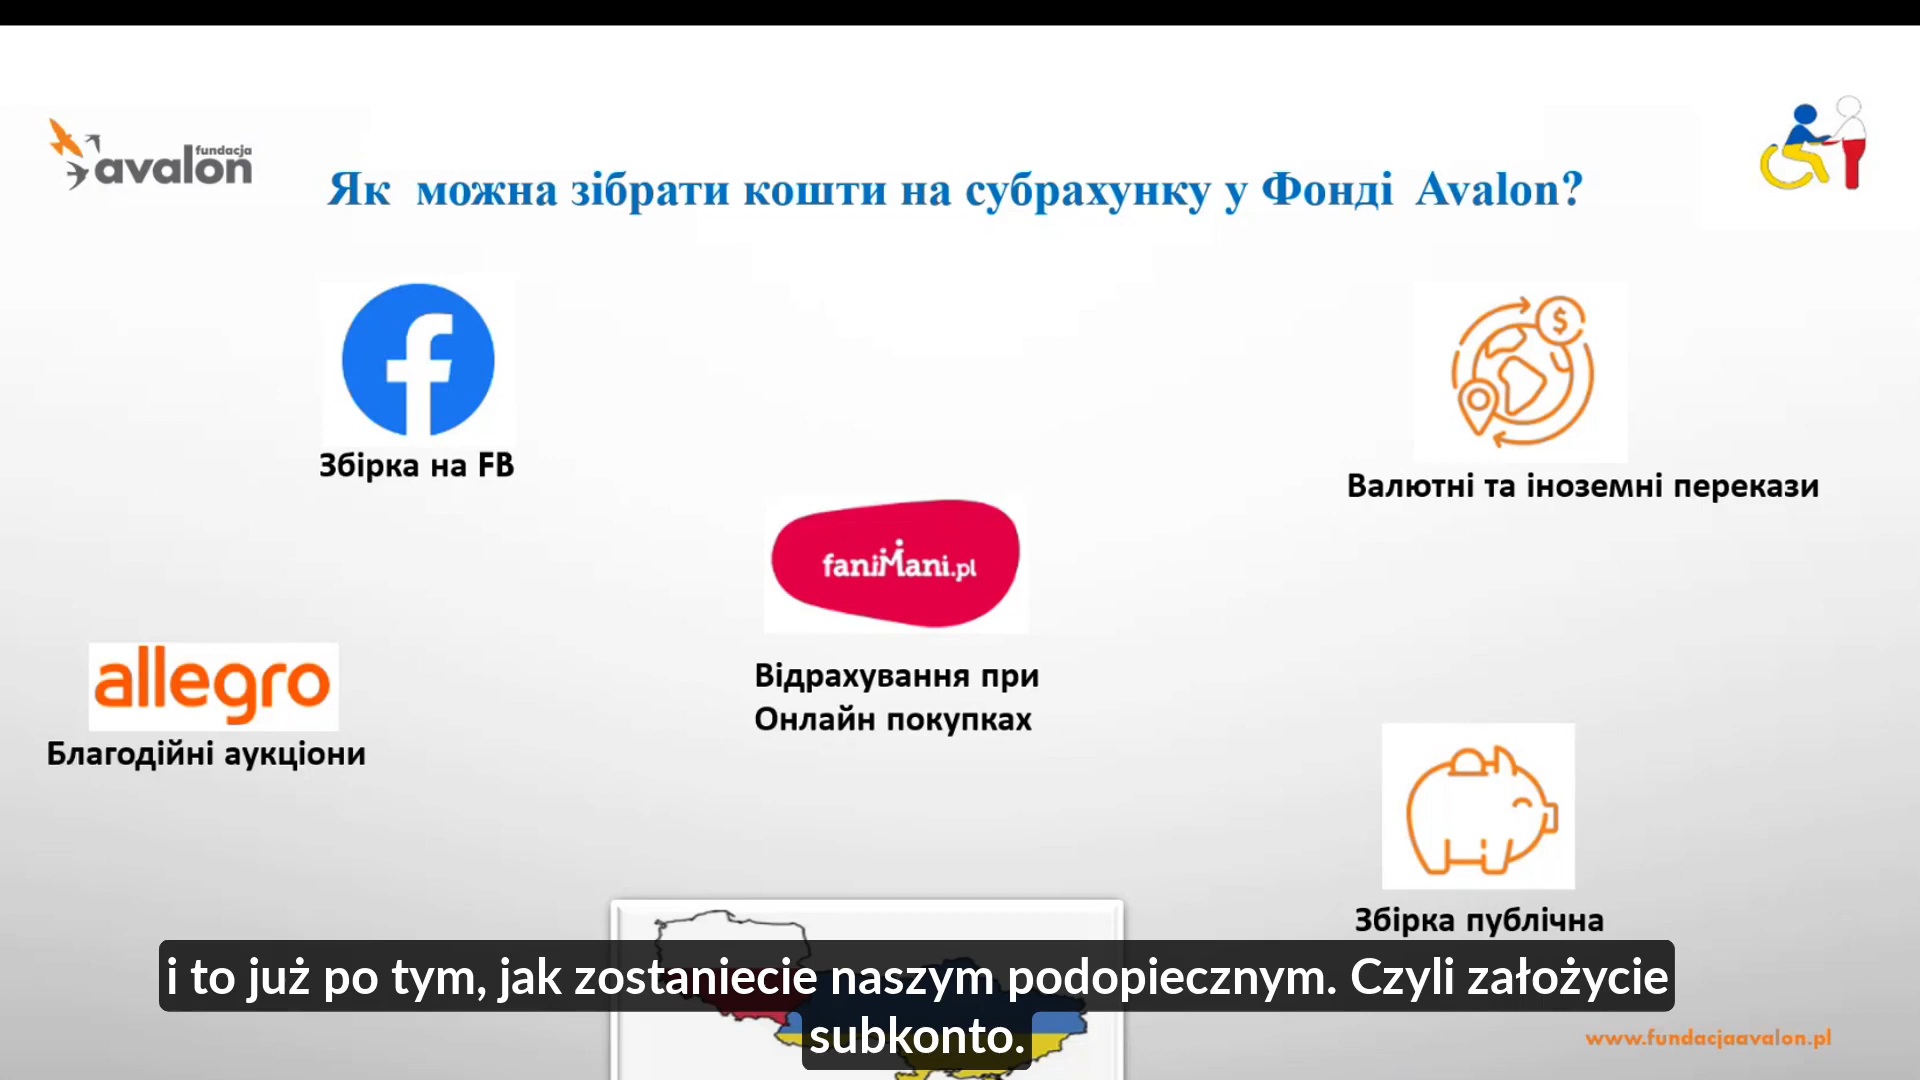 fundacja
avalon
Як можна зібрати кошти на субрахунку у Фонді Avalon?
Збірка на FB
$
Валютні та іноземні перекази
faniMani.pl
Відрахування при
Онлайн покупках
allegro
Благодійні аукціони
Збірка публічна
i to już po tym, jak zostaniecie naszym podopiecznym. Czyli założycie
subkonto.
www.fundacjaavalon.pl